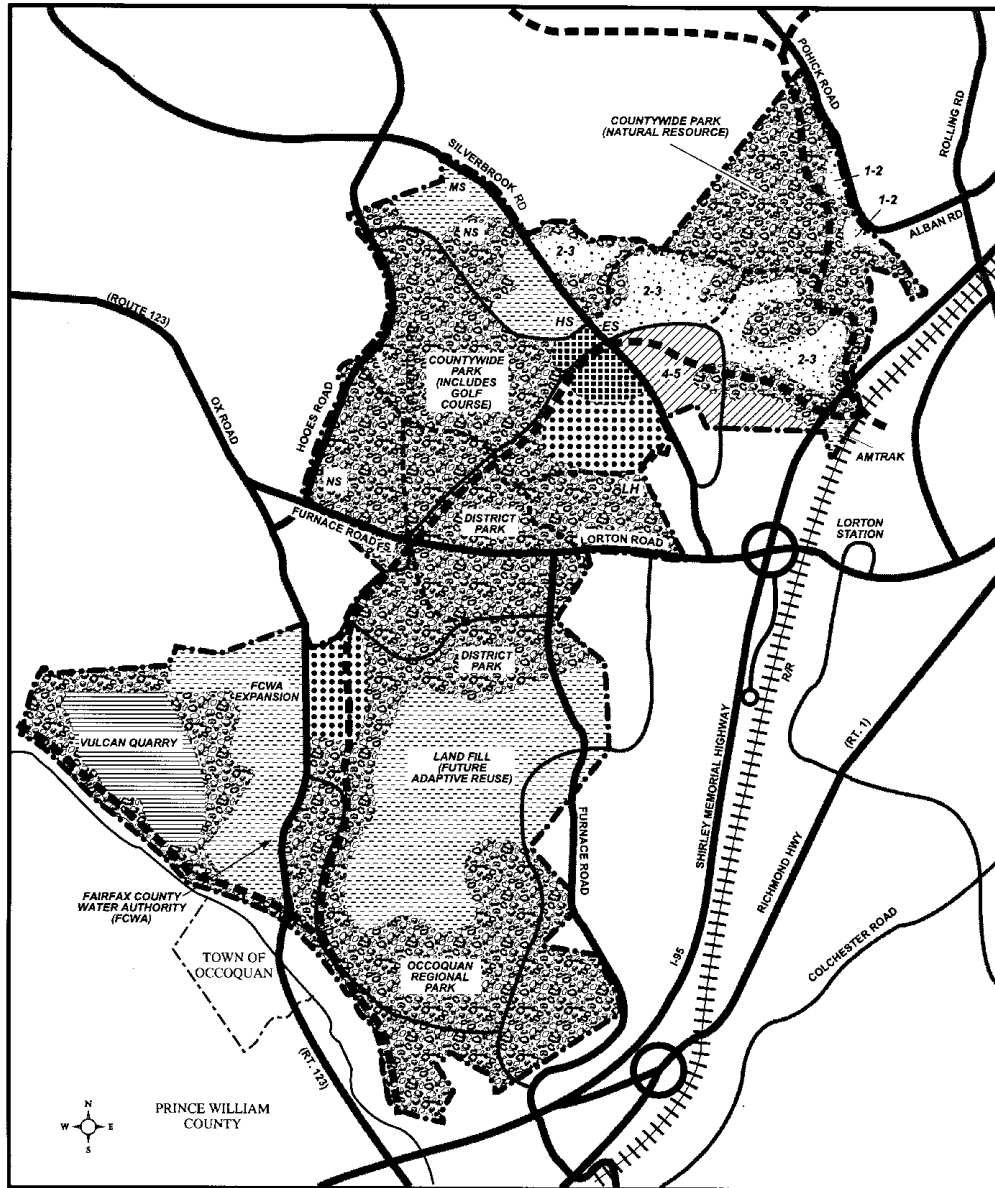 POHICK ROAD
ROLLING RD
COUNTYWIDE PARK
(NATURAL RESOURCE)
SILVERBROOK RD
MS
1-2
1-2
ALBAN RD
NS
2-3
(ROUTE 123)
2-3
HS
ES
COUNTYWIDE
PARK
(INCLUDES
GOLF
COURSE)
2-3
4-5
OX ROAD
HOOES ROAD
AMTRAK
NS
LH
FURNACE ROAD
FS
DISTRICT
PARK
LORTON ROAD
LORTON
STATION
DISTRICT
PARK
FCWA
EXPANSION
R/R
VULCAN QUARRY
LAND FILL
(FUTURE
ADAPTIVE REUSE)
(RT. 1)
SHIRLEY MEMORIAL HIGHWAY
FURNACE ROAD
RICHMOND HWY
FAIRFAX COUNTY
WATER AUTHORITY
(FCWA)
TOWN OF
OCCOQUAN
OCCOQUAN
REGIONAL
PARK
I-95
COLCHESTER ROAD
(RT. 123)
N
W E
S
PRINCE WILLIAM
COUNTY